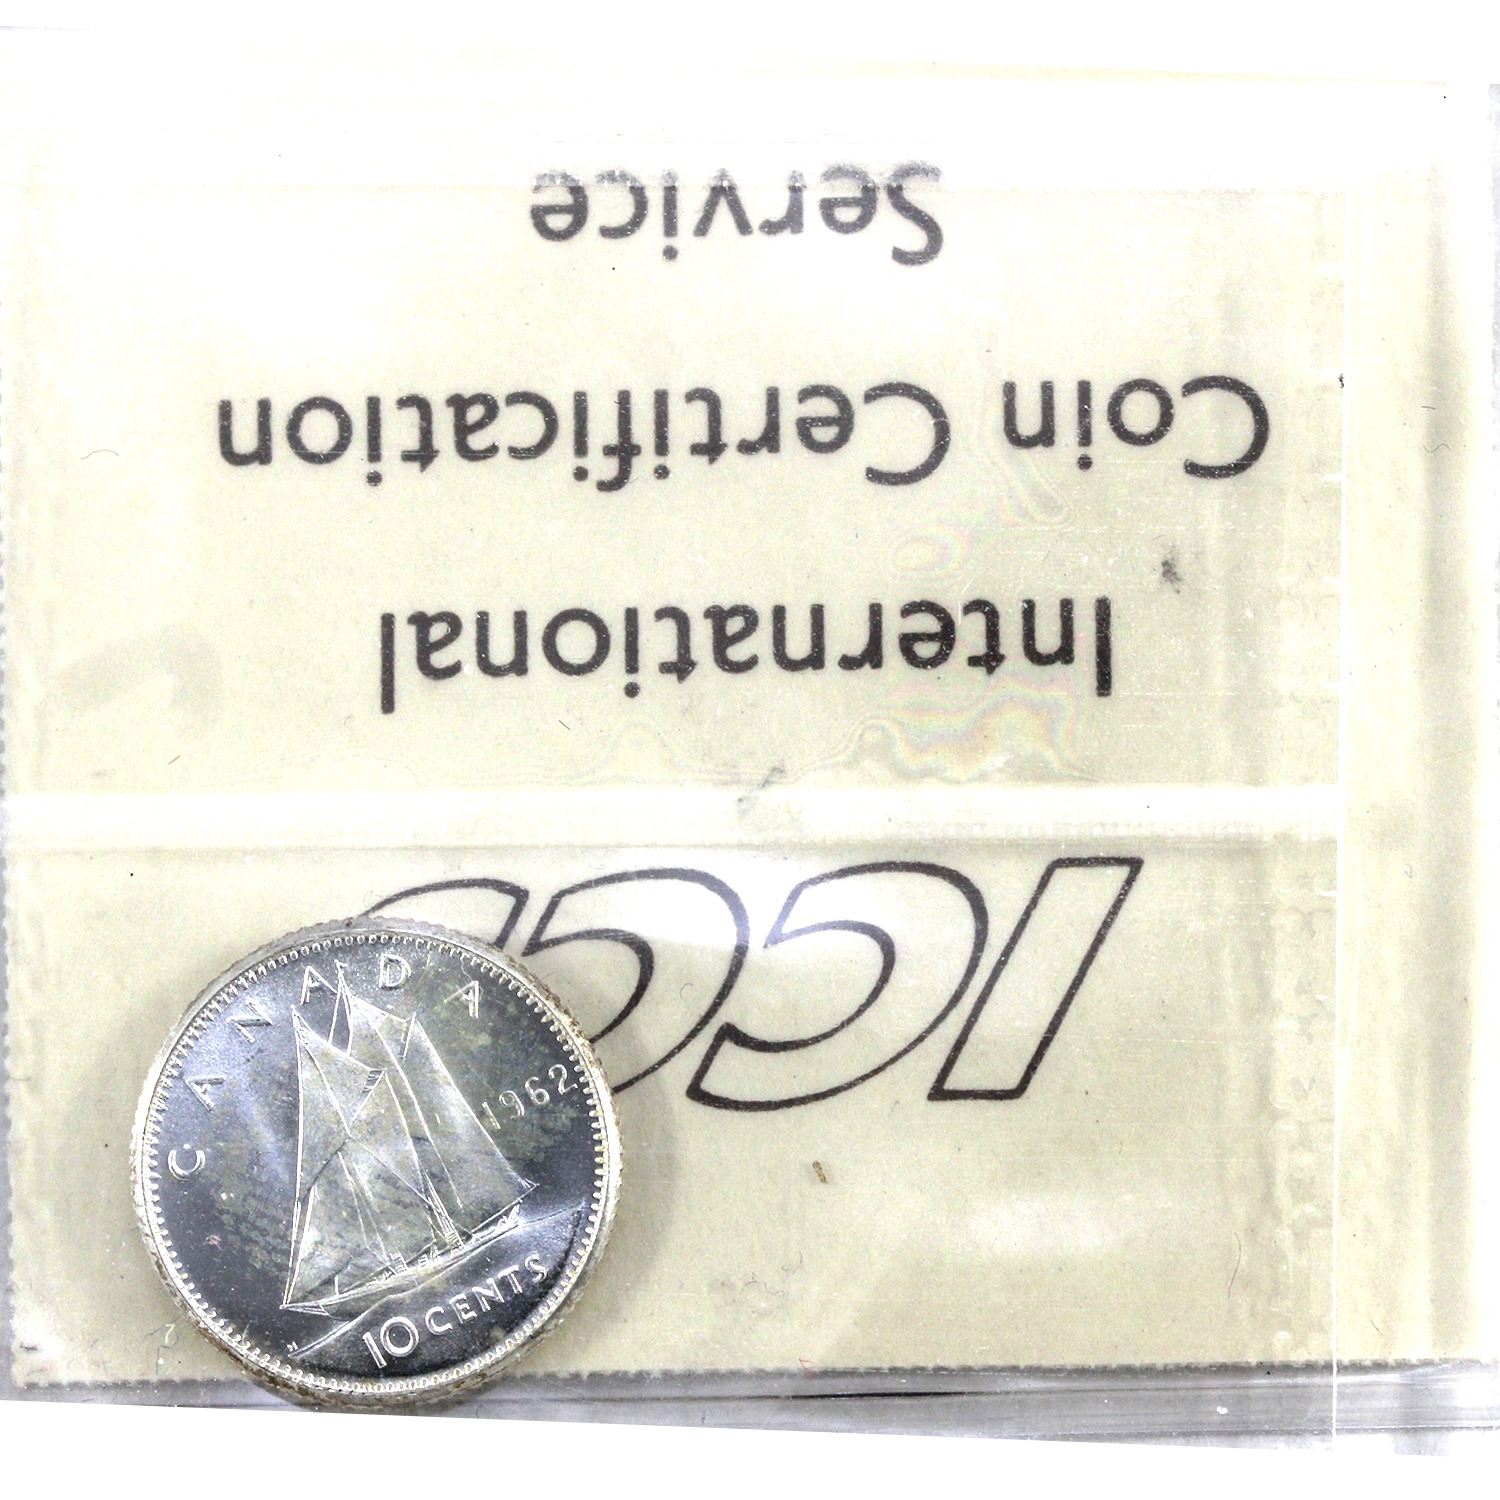 ICCS
International
Coin Certification
Service
CANADA
1962
10 CENTS
H